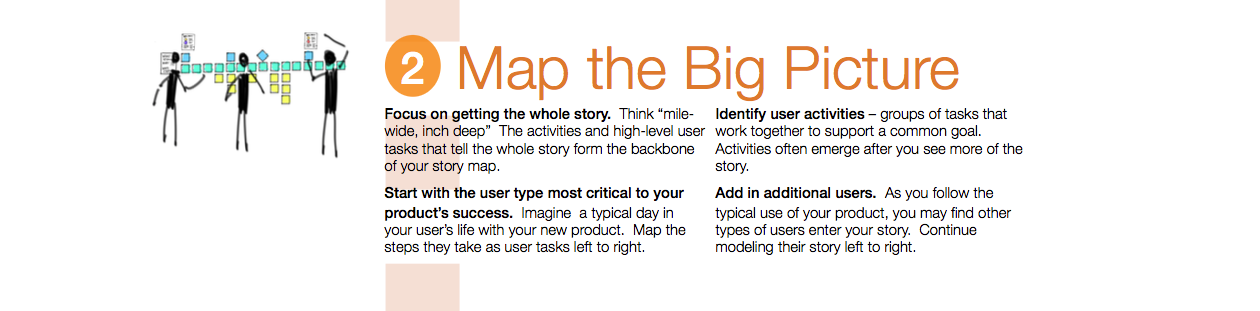 2 Map the Big Picture
Focus on getting the whole story.  Think “mile-
wide, inch deep”  The activities and high-level user
tasks that tell the whole story form the backbone
of your story map.
Start with the user type most critical to your
product’s success.  Imagine  a typical day in
your user’s life with your new product.  Map the
steps they take as user tasks left to right.
Identify user activities – groups of tasks that
work together to support a common goal.
Activities often emerge after you see more of the
story.
Add in additional users.  As you follow the
typical use of your product, you may find other
types of users enter your story.  Continue
modeling their story left to right.